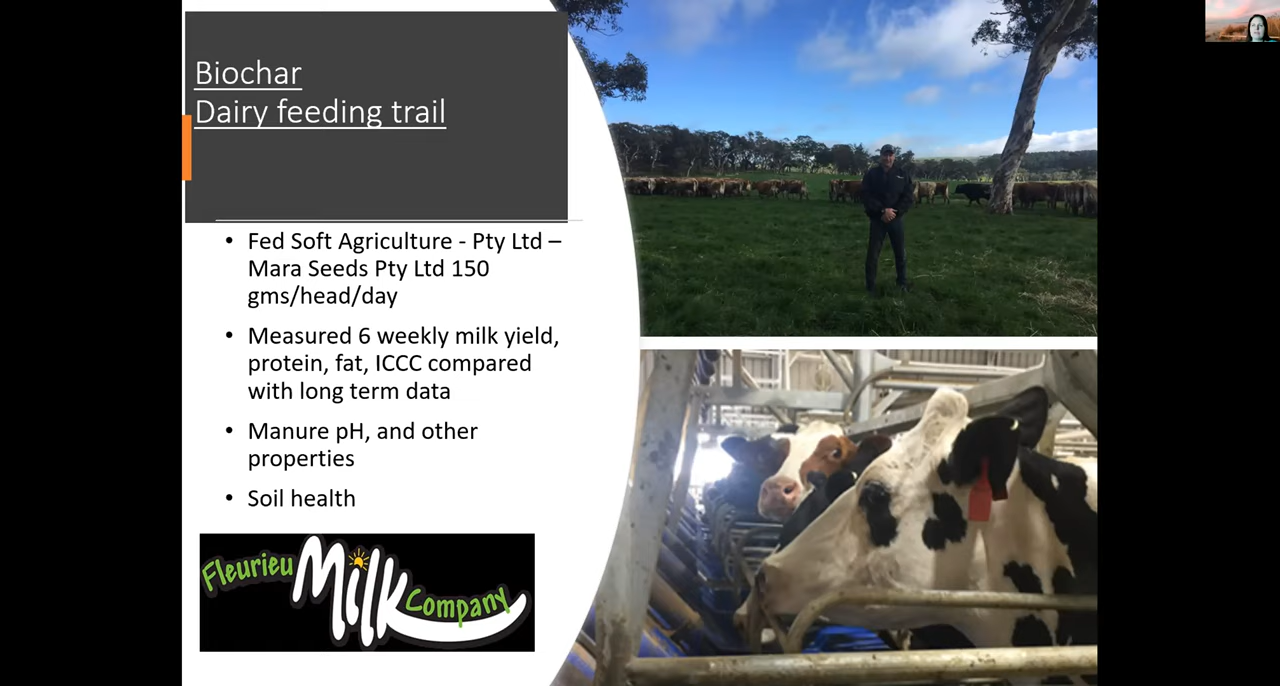 Biochar
Dairy feeding trail
• Fed Soft Agriculture - Pty Ltd –
Mara Seeds Pty Ltd 150
gms/head/day
• Measured 6 weekly milk yield,
protein, fat, ICCC compared
with long term data
• Manure pH, and other
properties
• Soil health
Fleurieu Milk Company